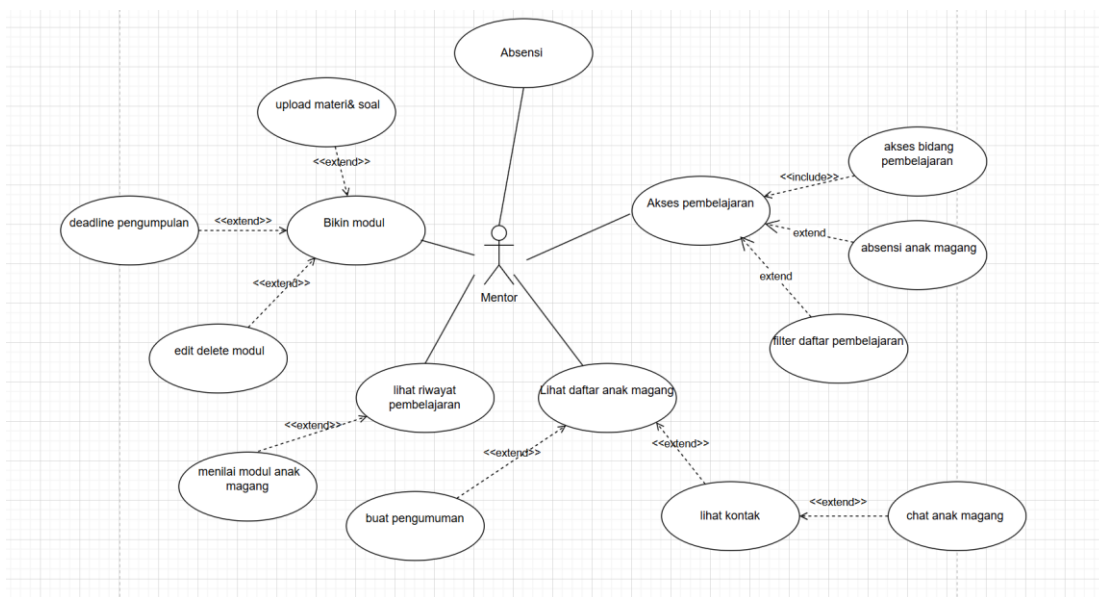 Absensi
upload materi& soal
<<extend>>
akses bidang
pembelajaran
<<include>>
Akses pembelajaran
deadline pengumpulan
<<extend>>
Bikin modul
extend
absensi anak magang
<<extend>>
extend
Mentor
edit delete modul
filter daftar pembelajaran
lihat riwayat
pembelajaran
Lihat daftar anak magang
<<extend>>
<<extend>>
<<extend>>
menilai modul anak
magang
buat pengumuman
lihat kontak
<<extend>>
chat anak magang